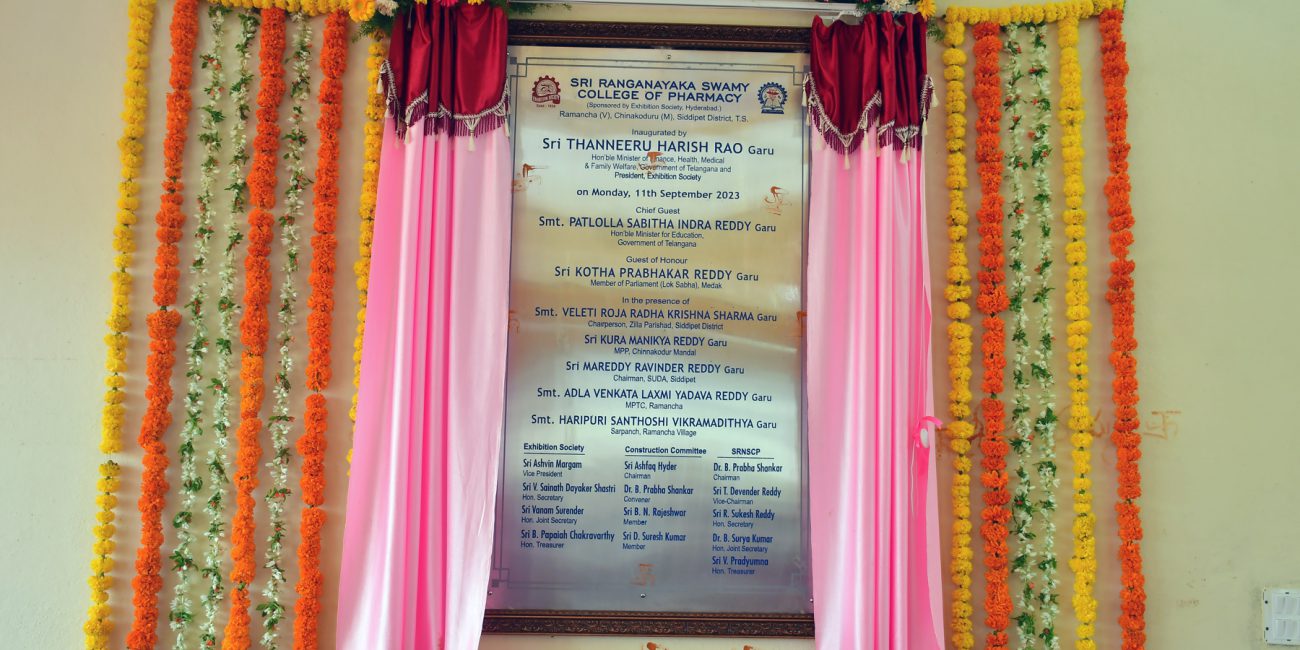 SRI RANGANAYAKA SWAMY
COLLEGE OF PHARMACY
(Sponsored by Exhibition Society, Hyderabad.)
Ramancha (V), Chinakoduru (M), Siddipet District, T.S.
Inaugurated by
Sri THANNEERU HARISH RAO Garu
Hon'ble Minister of Finance, Health, Medical
& Family Welfare, Government of Telangana and
President, Exhibition Society
on Monday, 11th September 2023
Chief Guest
Smt. PATLOLLA SABITHA INDRA REDDY Garu
Hon'ble Minister for Education,
Government of Telangana
Guest of Honour
Sri KOTHA PRABHAKAR REDDY Garu
Member of Parliament (Lok Sabha), Medak
In the presence of
Smt. VELETI ROJA RADHA KRISHNA SHARMA Garu
Chairperson, Zilla Parishad, Siddipet District
Sri KURA MANIKYA REDDY Garu
MPP, Chinnakodur Mandal
Sri MAREDDY RAVINDER REDDY Garu
Chairman, SUDA, Siddipet
Smt. ADLA VENKATA LAXMI YADAVA REDDY Garu
MPTC, Ramancha
Smt. HARIPURI SANTHOSHI VIKRAMADITHYA Garu
Sarpanch, Ramancha Village
Exhibition Society
Sri Ashvin Margam
Vice President
Sri V. Sainath Dayaker Shastri
Hon. Secretary
Sri Vanam Surender
Hon. Joint Secretary
Sri B. Papaiah Chakravarthy
Hon. Treasurer
Construction Committee
Sri Ashfaq Hyder
Chairman
Dr. B. Prabha Shankar
Convener
Sri B. N. Rajeshwar
Member
Sri D. Suresh Kumar
Member
SRNSCP
Dr. B. Prabha Shankar
Chairman
Sri T. Devender Reddy
Vice-Chairman
Sri R. Sukesh Reddy
Hon. Secretary
Dr. B. Surya Kumar
Hon. Joint Secretary
Sri V. Pradyumna
Hon. Treasurer